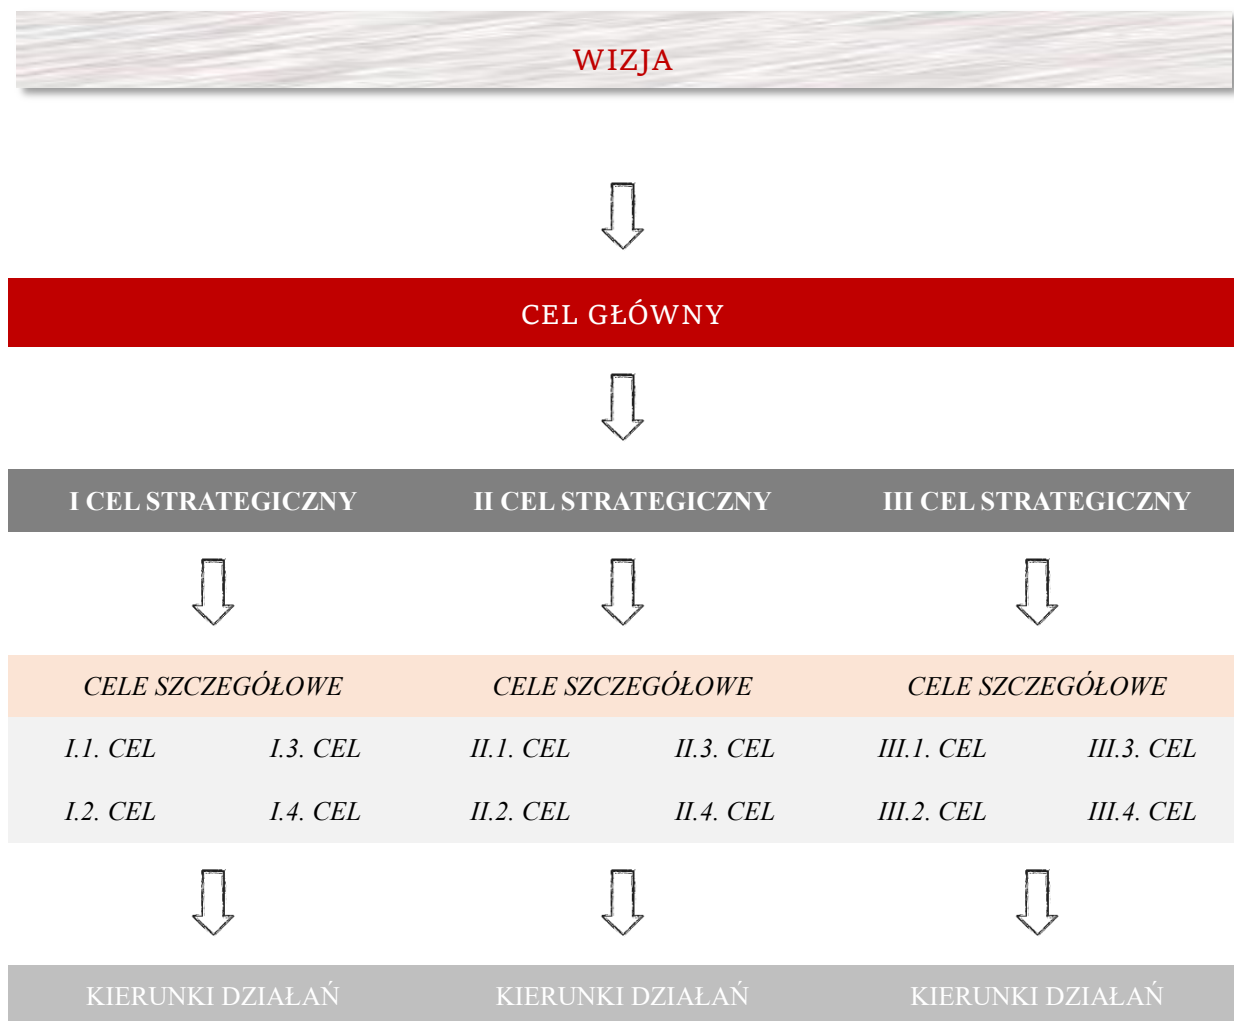 WIZJA
CEL GŁÓWNY
I CEL STRATEGICZNY II CEL STRATEGICZNY III CEL STRATEGICZNY
CELE SZCZEGÓŁOWE CELE SZCZEGÓŁOWE CELE SZCZEGÓŁOWE
I.1. CEL I.3. CEL II.1. CEL II.3. CEL III.1. CEL III.3. CEL
I.2. CEL I.4. CEL II.2. CEL II.4. CEL III.2. CEL III.4. CEL
KIERUNKI DZIAŁAŃ KIERUNKI DZIAŁAŃ KIERUNKI DZIAŁAŃ